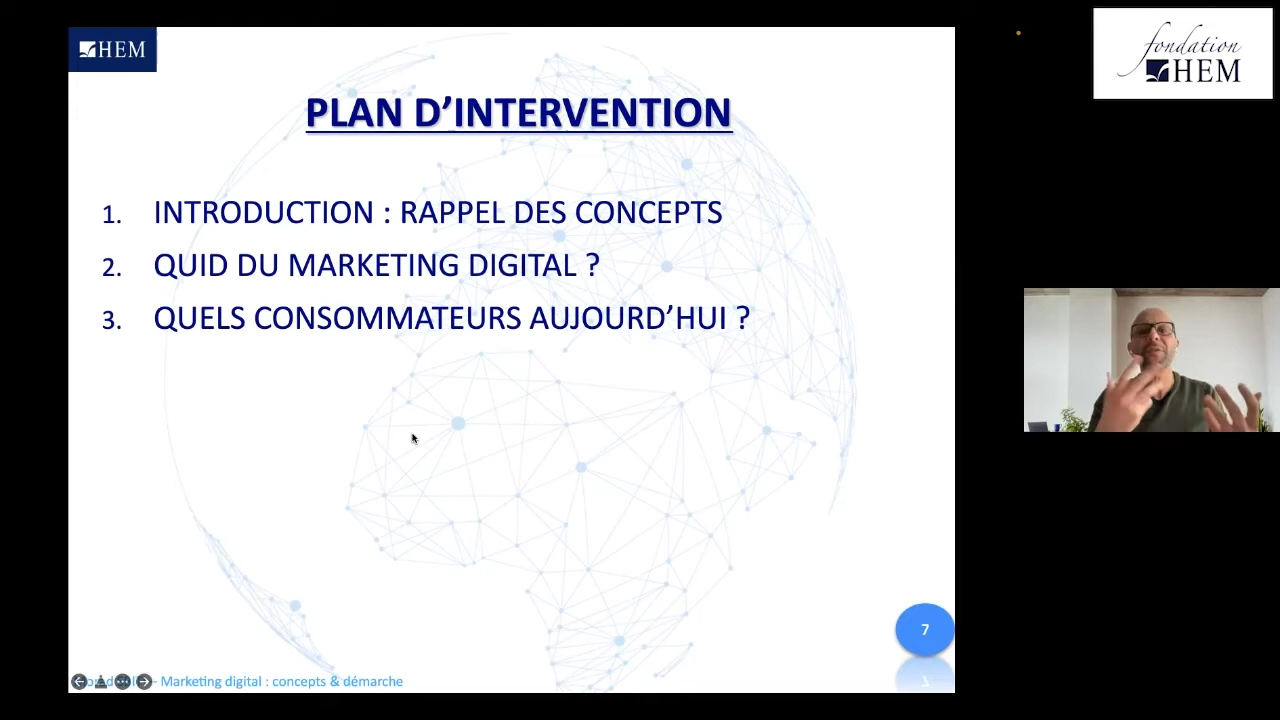 HEM
fondation
HEM
PLAN D’INTERVENTION
1. INTRODUCTION : RAPPEL DES CONCEPTS
2. QUID DU MARKETING DIGITAL ?
3. QUELS CONSOMMATEURS AUJOURD’HUI ?
7
- Marketing digital : concepts & démarche